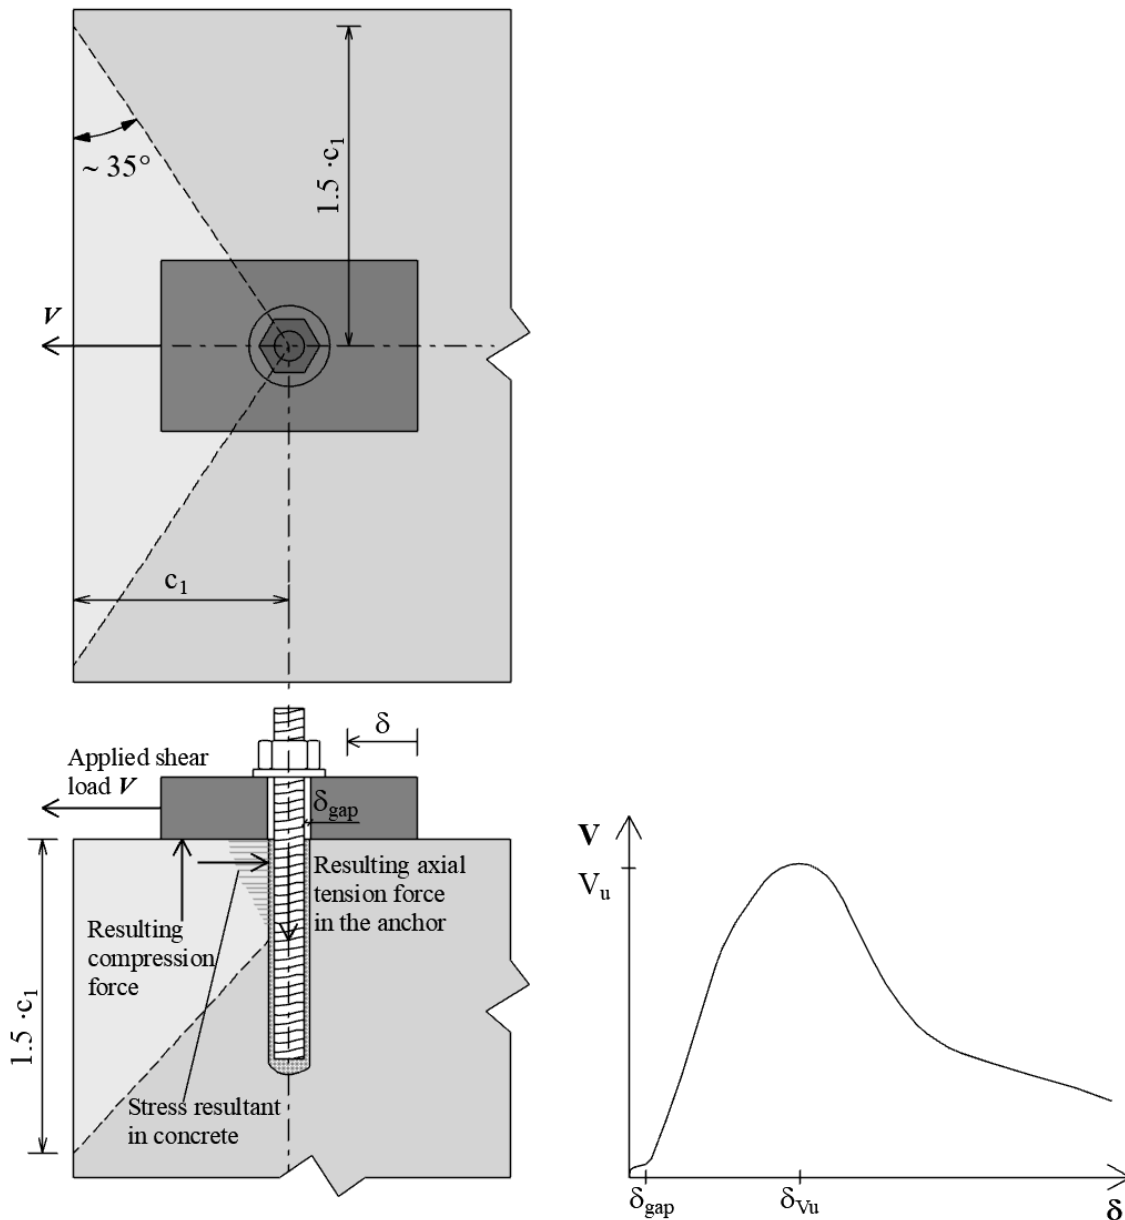 1.5 ·c₁
~ 35°
V
c₁
δ
Applied shear
load V
δgap
Resulting axial
tension force
in the anchor
Resulting
compression
force
1.5 ·c₁
Stress resultant
in concrete
V
Vu
δgap
δVu
δ